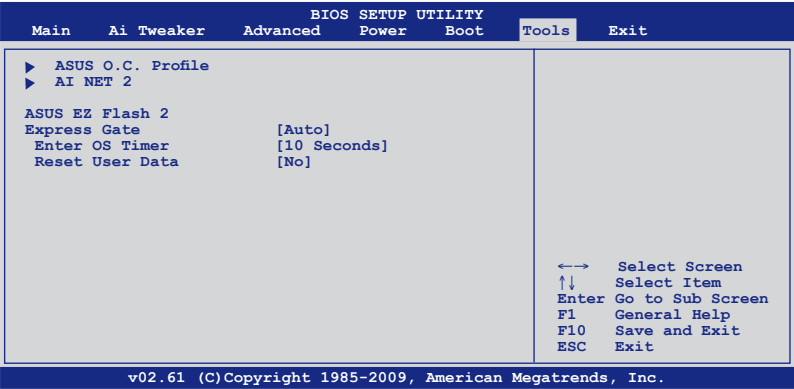 BIOS SETUP UTILITY
Main Ai Tweaker Advanced Power Boot Tools Exit
ASUS O.C. Profile
AI NET 2
ASUS EZ Flash 2
Express Gate [Auto]
Enter OS Timer [10 Seconds]
Reset User Data [No]
←→ Select Screen
↑↓ Select Item
Enter Go to Sub Screen
F1 General Help
F10 Save and Exit
ESC Exit
v02.61 (C)Copyright 1985-2009, American Megatrends, Inc.